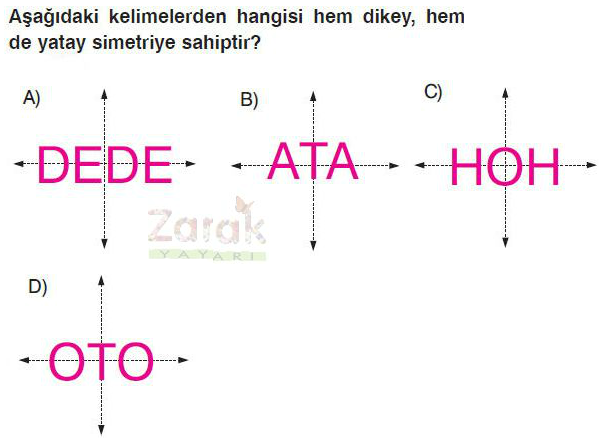 Aşağıdaki kelimelerden hangisi hem dikey, hem
de yatay simetriye sahiptir?
A)
DEDE
B)
ATA
C)
HOH
Zarak
YAYARI
D)
OTO